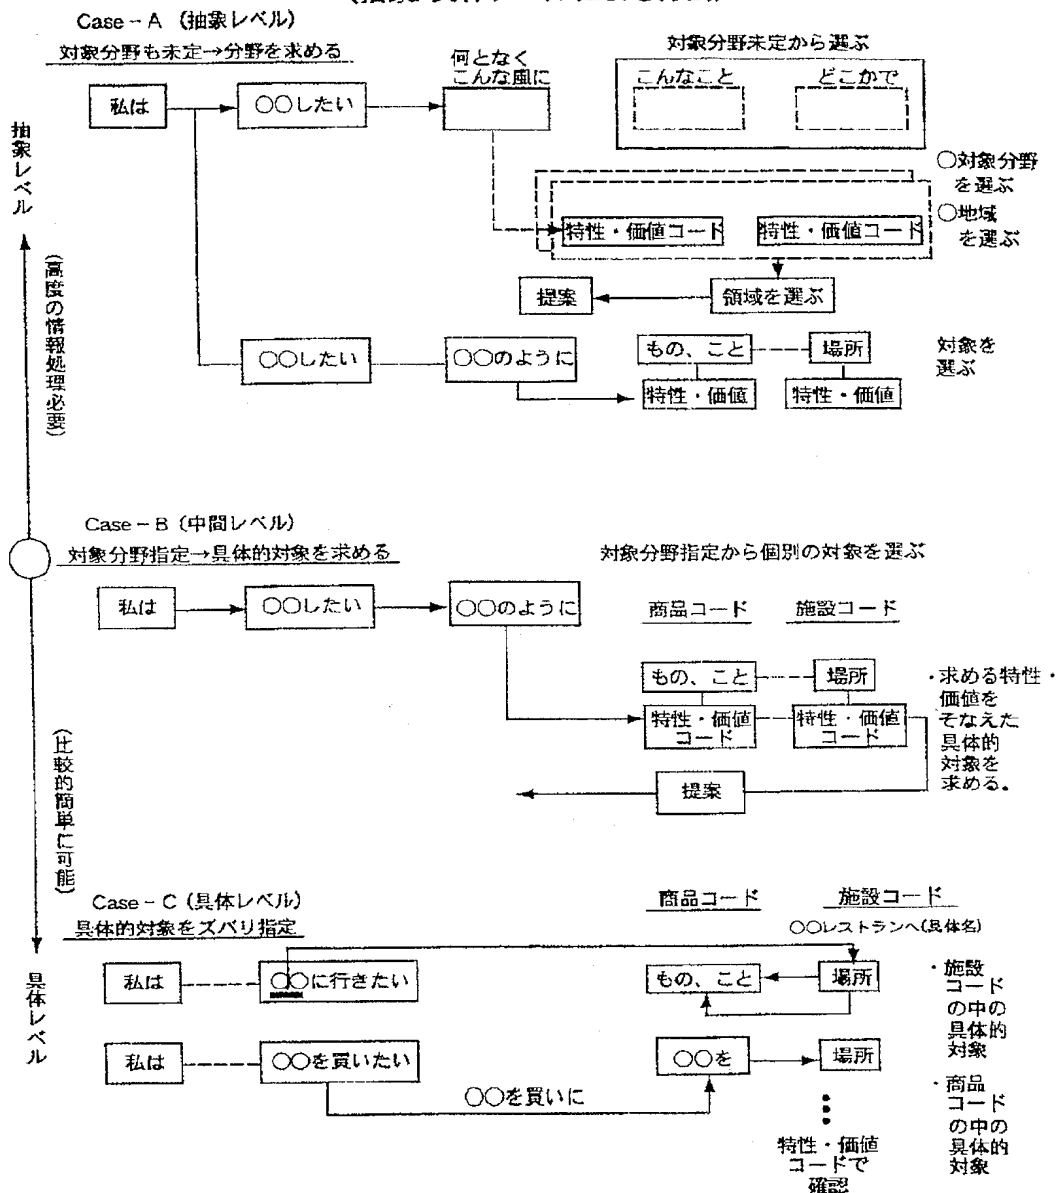 Case-A (抽象レベル)
対象分野も未定→分野を求める
何となく
こんな風に
対象分野未定から選ぶ
こんなこと
どこかで
私は
○○したい
抽象レベル
○対象分野
を選ぶ
○地域
を選ぶ
特性・価値コード
特性・価値コード
提案
領域を選ぶ
(高度の情報処理必要)
○○したい
○○のように
もの、こと
場所
対象を
選ぶ
特性・価値
特性・価値
Case-B (中間レベル)
対象分野指定→具体的対象を求める
対象分野指定から個別の対象を選ぶ
私は
○○したい
○○のように
商品コード
施設コード
もの、こと
場所
特性・価値
コード
特性・価値
コード
・求める特性・
価値を
そなえた
具体的
対象を
求める。
提案
(比較的簡単に可能)
Case-C (具体レベル)
具体的対象をズバリ指定
商品コード
施設コード
○○レストランへ(具体名)
私は
○○に行きたい
もの、こと
場所
・施設
コード
の中の
具体的
対象
具体レベル
私は
○○を買いたい
○○を
場所
○○を買いに
・商品
コード
の中の
具体的
対象
特性・価値
コードで
確認